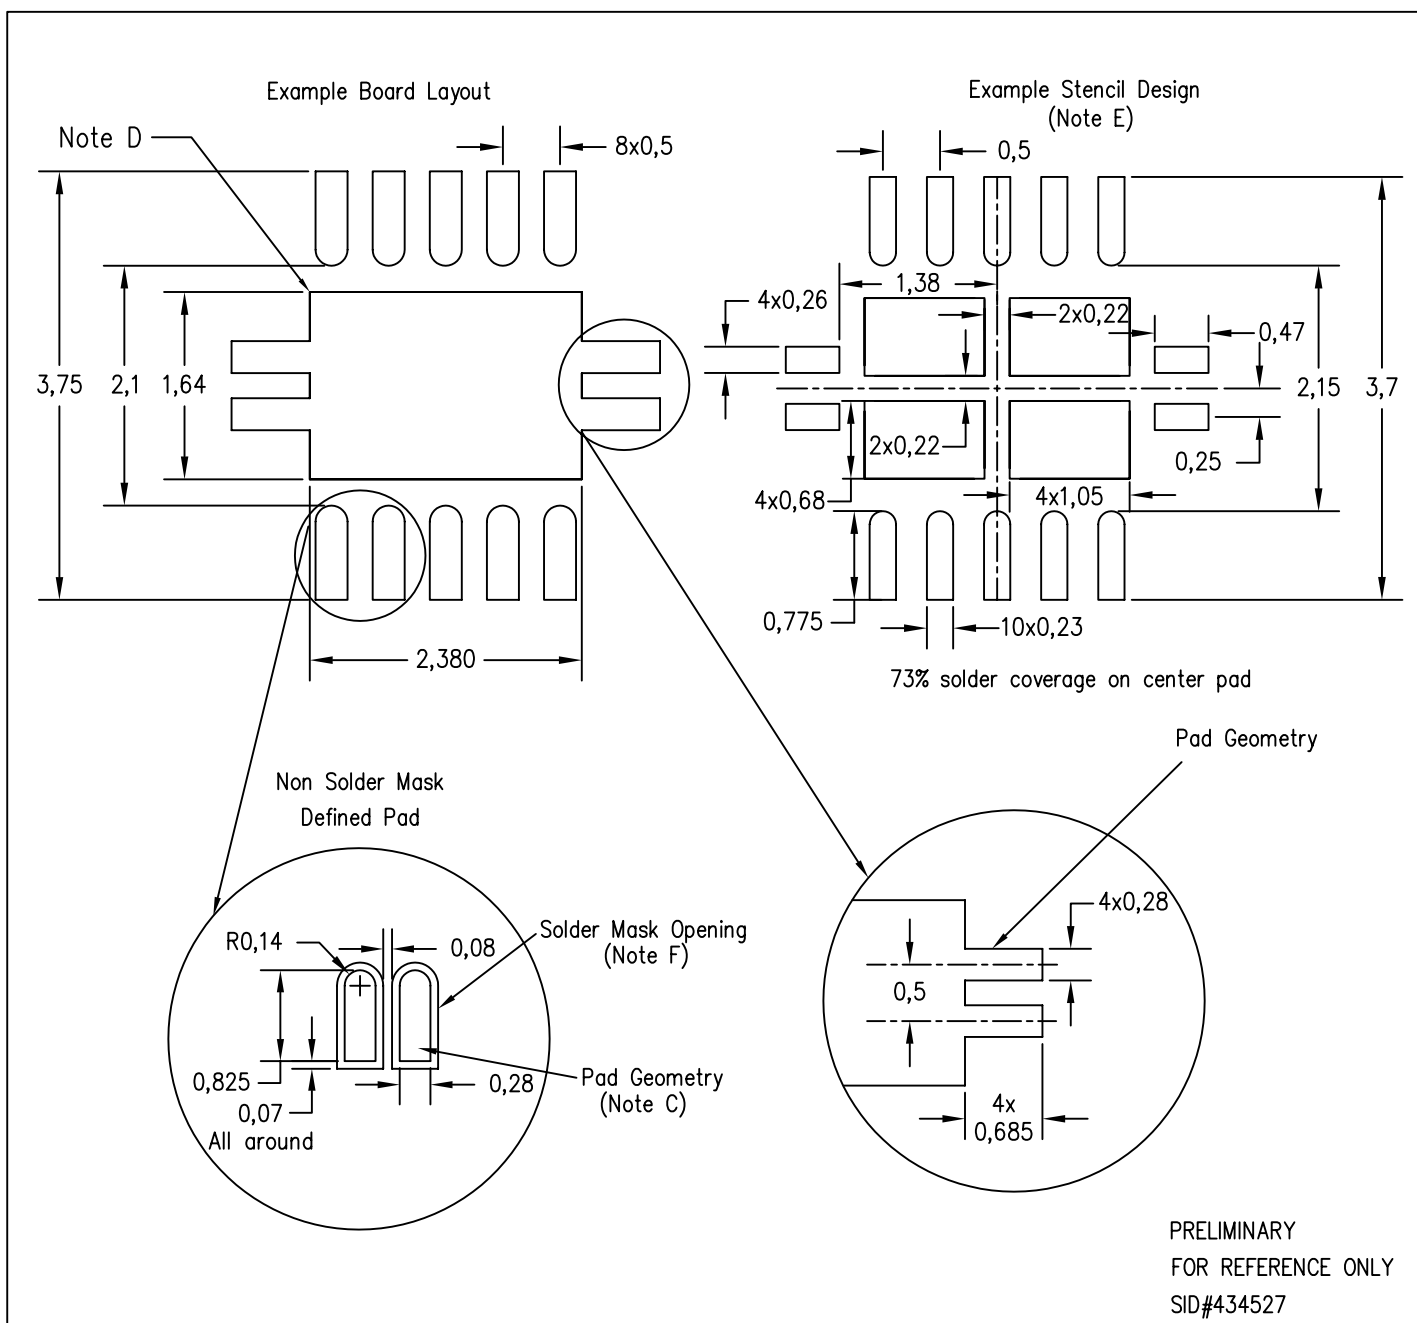 Example Board Layout
Example Stencil Design
(Note E)
Note D
8x0,5
0,5
4x0,26
1,38
2x0,22
0,47
3,75
2,1
1,64
2,15
3,7
2x0,22
0,25
4x0,68
4x1,05
0,775
10x0,23
2,380
73% solder coverage on center pad
Pad Geometry
Non Solder Mask
Defined Pad
R0,14
0,08
Solder Mask Opening
(Note F)
0,825
0,07
All around
0,28
Pad Geometry
(Note C)
4x0,28
0,5
4x
0,685
PRELIMINARY
FOR REFERENCE ONLY
SID#434527